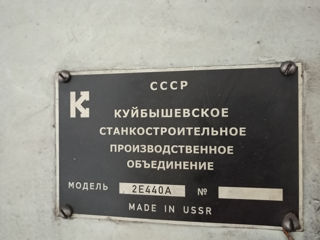 СССР
КУЙБЫШЕВСКОЕ
СТАНКОСТРОИТЕЛЬНОЕ
ПРОИЗВОДСТВЕННОЕ
ОБЪЕДИНЕНИЕ
МОДЕЛЬ 2Е440А №
MADE IN USSR